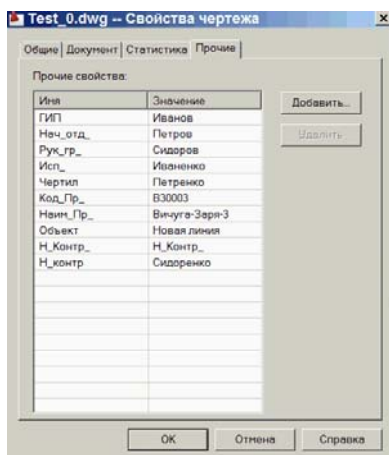 Test_0.dwg -- Свойства чертежа
Общие Документ Статистика Прочие
Прочие свойства:
Имя Значение
ГИП Иванов
Нач_отд_ Петров
Рук_гр_ Сидоров
Исп_ Иваненко
Чертил Петренко
Код_Пр_ B30003
Наим_Пр_ Вичуга-Заря-3
Объект Новая линия
Н_Контр_ Н_Контр_
Н_контр Сидоренко
Добавить...
Удалить...
OK Отмена Справка